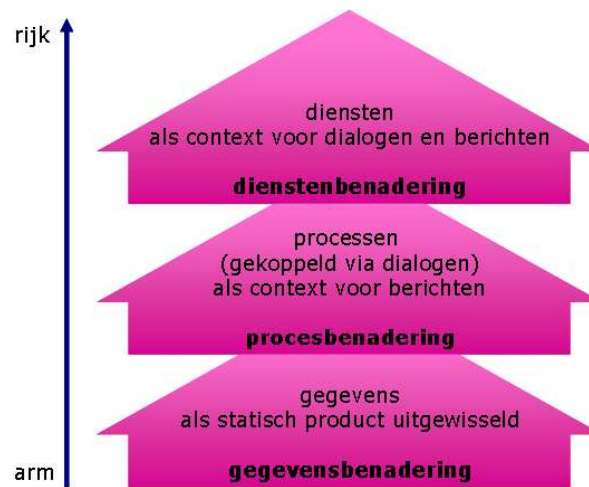 rijk
diensten
als context voor dialogen en berichten
dienstenbenadering
processen
(gekoppeld via dialogen)
als context voor berichten
procesbenadering
gegevens
als statisch product uitgewisseld
gegevensbenadering
arm